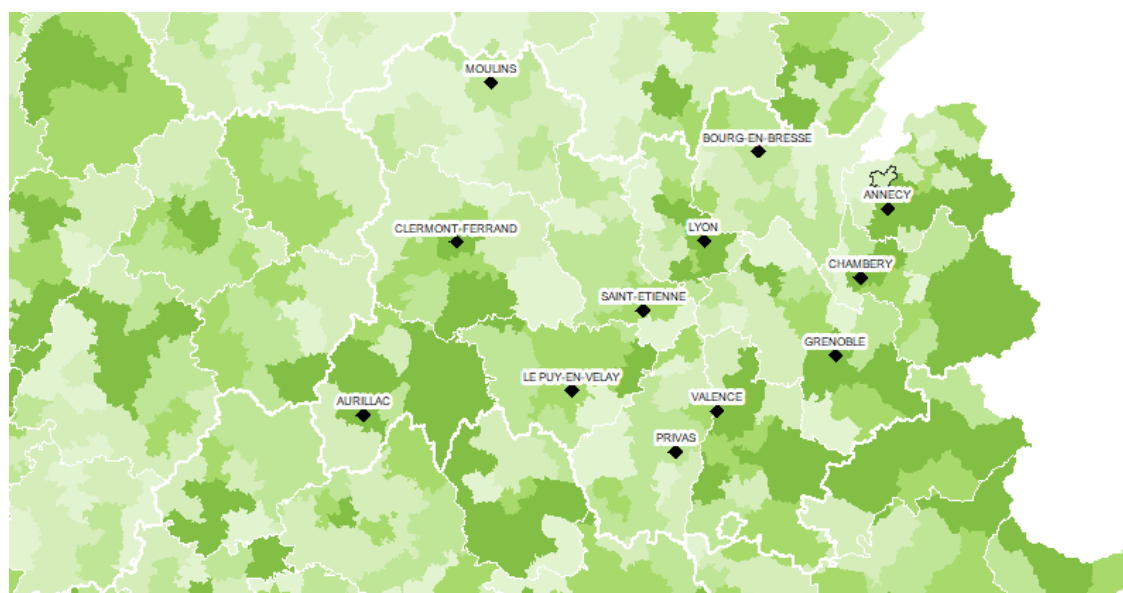 MOULINS
BOURG-EN-BRESSE
ANNECY
CLERMONT-FERRAND
LYON
CHAMBERY
SAINT-ETIENNE
GRENOBLE
LE PUY-EN-VELAY
AURILLAC
VALENCE
PRIVAS